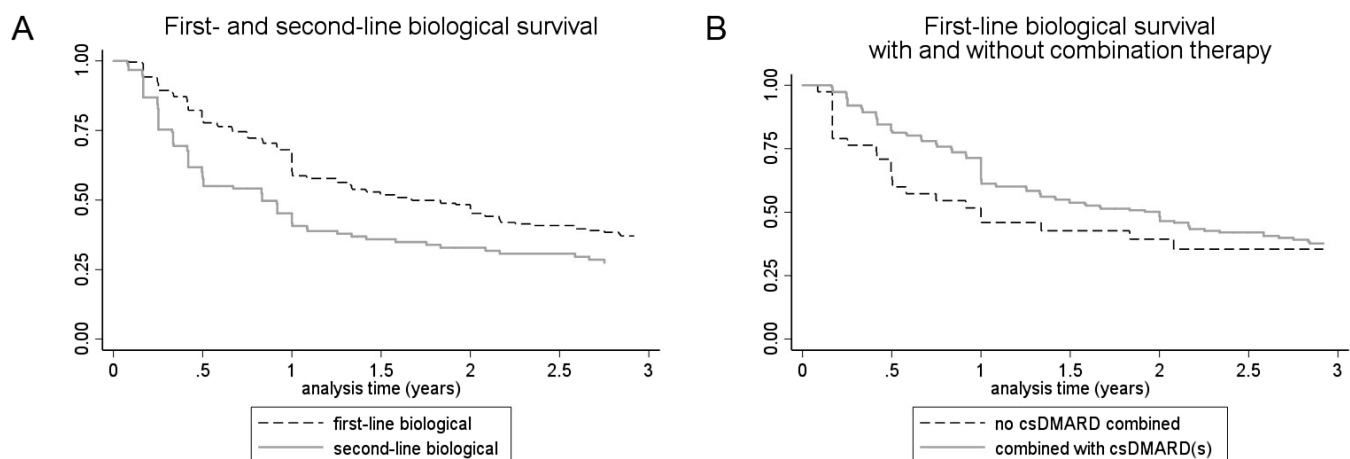 A
First- and second-line biological survival
1.00
0.75
0.50
0.25
0.00
0
.5
1
1.5
2
2.5
3
analysis time (years)
first-line biological
second-line biological
B
First-line biological survival
with and without combination therapy
1.00
0.75
0.50
0.25
0.00
0
.5
1
1.5
2
2.5
3
analysis time (years)
no csDMARD combined
combined with csDMARD(s)